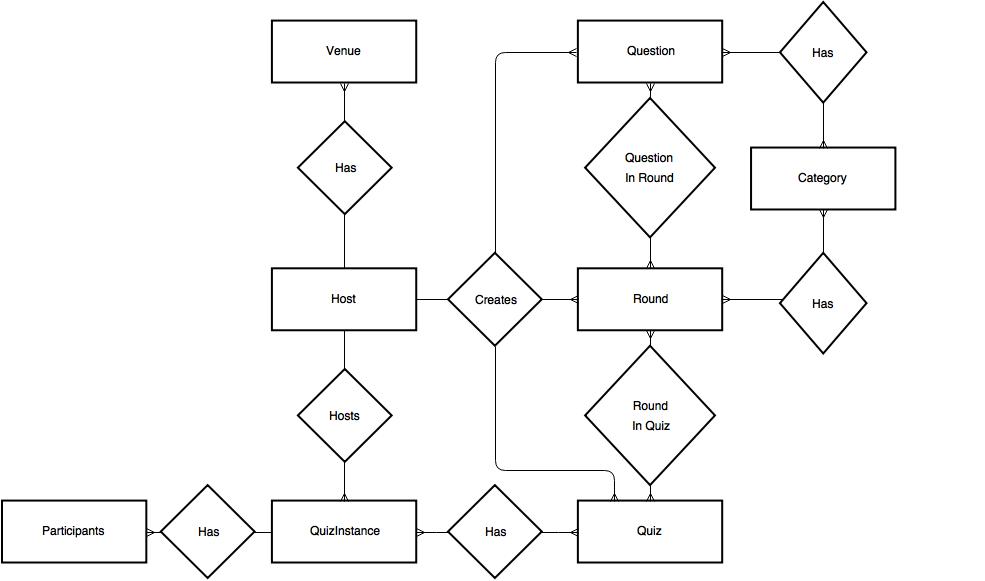 Venue
Question
Has
Has
Question
In Round
Category
Host
Creates
Round
Has
Hosts
Round
In Quiz
Participants
Has
QuizInstance
Has
Quiz